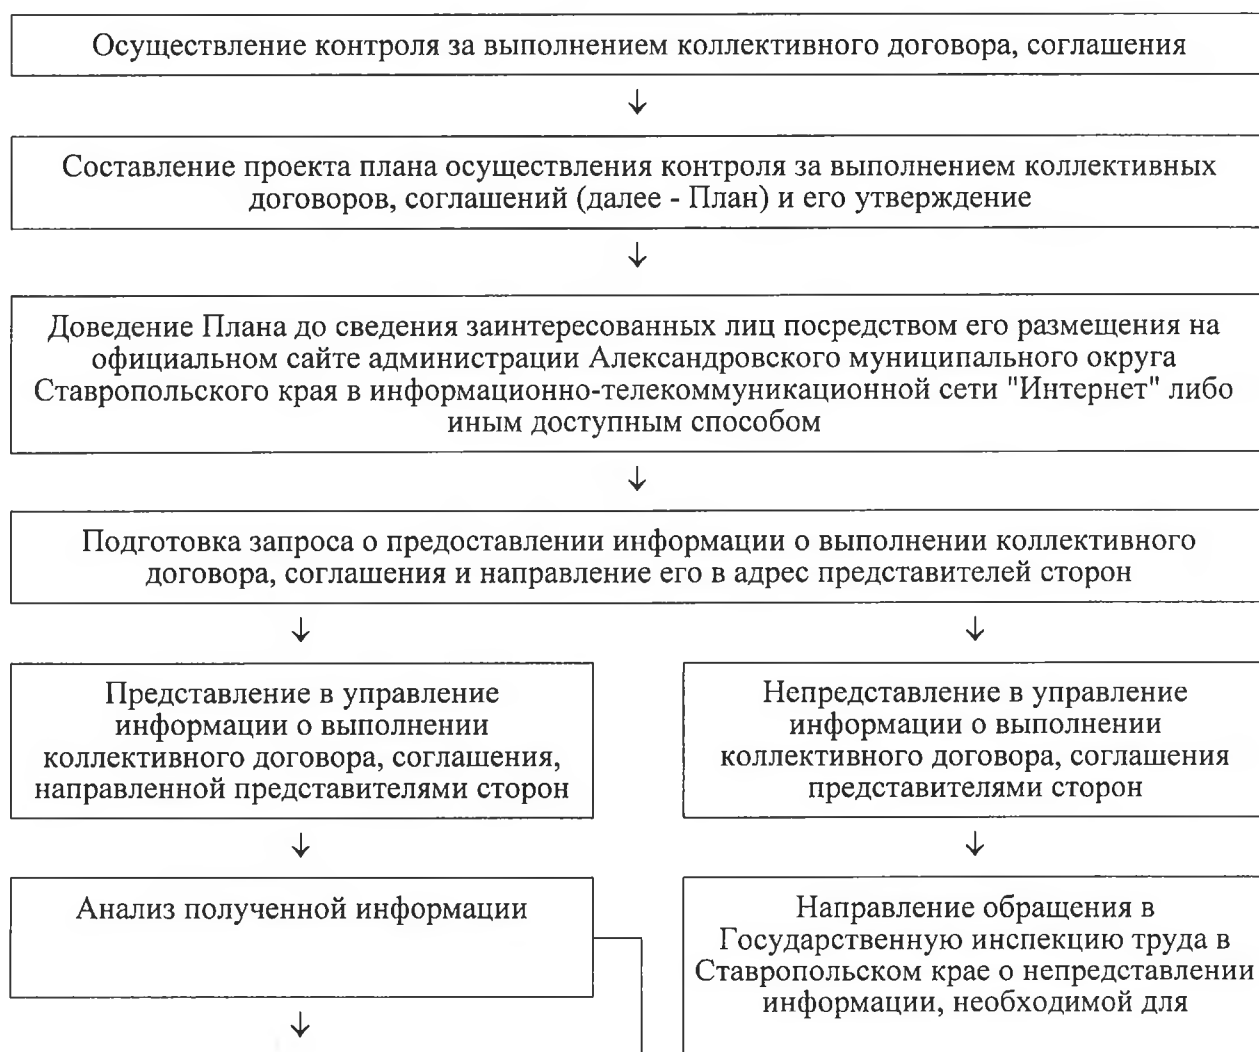 Осуществление контроля за выполнением коллективного договора, соглашения
↓
Составление проекта плана осуществления контроля за выполнением коллективных
договоров, соглашений (далее - План) и его утверждение
↓
Доведение Плана до сведения заинтересованных лиц посредством его размещения на
официальном сайте администрации Александровского муниципального округа
Ставропольского края в информационно-телекоммуникационной сети "Интернет" либо
иным доступным способом
↓
Подготовка запроса о предоставлении информации о выполнении коллективного
договора, соглашения и направление его в адрес представителей сторон
↓
Представление в управление
информации о выполнении
коллективного договора, соглашения,
направленной представителями сторон
↓
Анализ полученной информации
↓
↓
Непредставление в управление
информации о выполнении
коллективного договора, соглашения
представителями сторон
↓
Направление обращения в
Государственную инспекцию труда в
Ставропольском крае о непредставлении
информации, необходимой для